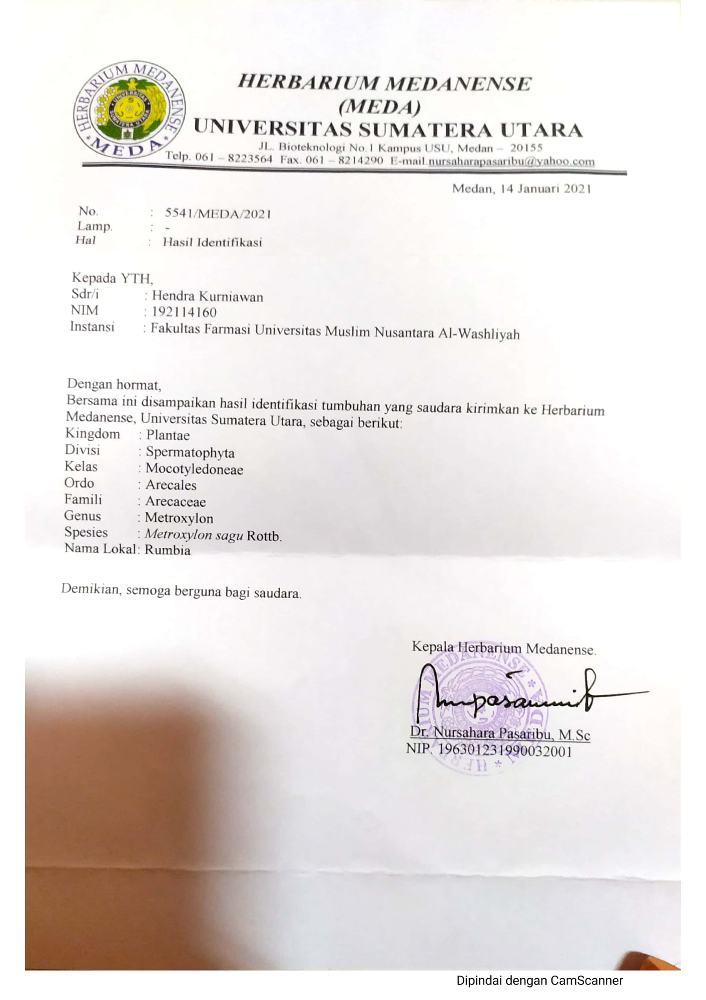 HERBARIUM MEDANENSE
* MEDA *
UNIVERSITAS
SUMATERA UTARA
HERBARIUM MEDANENSE
(MEDA)
UNIVERSITAS SUMATERA UTARA
JL. Bioteknologi No.1 Kampus USU, Medan – 20155
Telp. 061 – 8223564 Fax. 061 – 8214290 E-mail.nursaharapasaribu@yahoo.com
Medan, 14 Januari 2021
No. : 5541/MEDA/2021
Lamp. : -
Hal : Hasil Identifikasi
Kepada YTH,
Sdr/i : Hendra Kurniawan
NIM : 192114160
Instansi : Fakultas Farmasi Universitas Muslim Nusantara Al-Washliyah
Dengan hormat,
Bersama ini disampaikan hasil identifikasi tumbuhan yang saudara kirimkan ke Herbarium
Medanense, Universitas Sumatera Utara, sebagai berikut:
Kingdom : Plantae
Divisi : Spermatophyta
Kelas : Mocotyledoneae
Ordo : Arecales
Famili : Arecaceae
Genus : Metroxylon
Spesies : Metroxylon sagu Rottb.
Nama Lokal: Rumbia
Demikian, semoga berguna bagi saudara.
Kepala Herbarium Medanense.
Dr. Nursahara Pasaribu, M.Sc
NIP. 196301231990032001
Dipindai dengan CamScanner